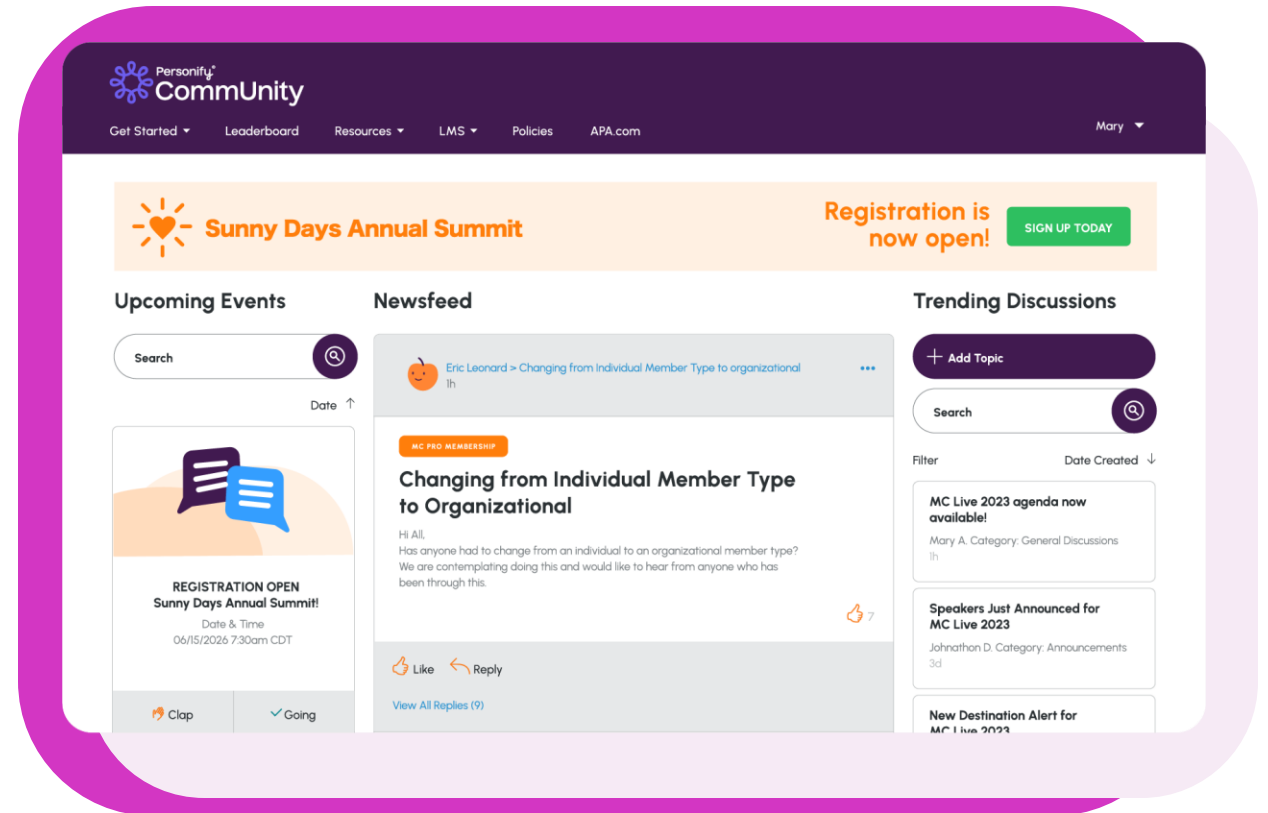 Personify®
CommUnity
Get Started
Leaderboard
Resources
LMS
Policies
APA.com
Mary
Sunny Days Annual Summit
Registration is
now open!
SIGN UP TODAY
Upcoming Events
Search
Date
REGISTRATION OPEN
Sunny Days Annual Summit!
Date & Time
06/15/2026 7:30am CDT
Clap
Going
Newsfeed
Eric Leonard > Changing from Individual Member Type to organizational
1h
MC PRO MEMBERSHIP
Changing from Individual Member Type
to Organizational
Hi All,
Has anyone had to change from an individual to an organizational member type?
We are contemplating doing this and would like to hear from anyone who has
been through this.
7
Like
Reply
View All Replies (9)
Trending Discussions
Add Topic
Search
Filter
Date Created
MC Live 2023 agenda now
available!
Mary A. Category: General Discussions
1h
Speakers Just Announced for
MC Live 2023
Johnathon D. Category: Announcements
3d
New Destination Alert for
MC Live 2023